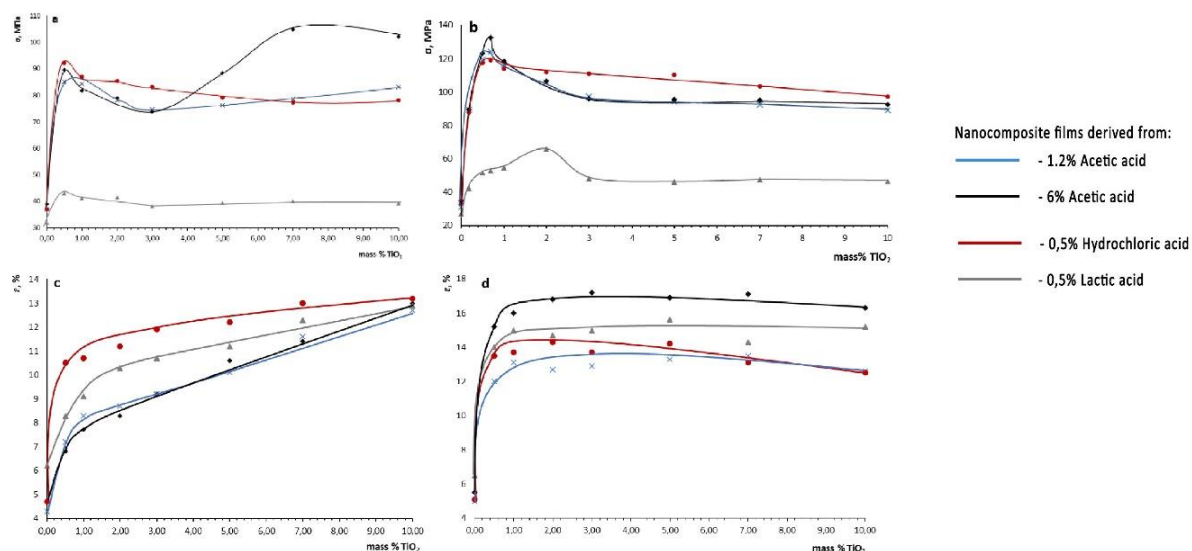 a
σ, MPa
110
100
90
80
70
60
50
40
30
0,00 1,00 2,00 3,00 4,00 5,00 6,00 7,00 8,00 9,00 10,00
mass % TiO₂
b
σ, MPa
140
120
100
80
60
40
20
0 1 2 3 4 5 6 7 8 9 10
mass% TiO₂
c
ε, %
14
13
12
11
10
9
8
7
6
5
4
0,00 1,00 2,00 3,00 4,00 5,00 6,00 7,00 8,00 9,00 10,00
mass % TiO₂
d
ε, %
18
16
14
12
10
8
6
4
0,00 1,00 2,00 3,00 4,00 5,00 6,00 7,00 8,00 9,00 10,00
mass % TiO₂
Nanocomposite films derived from:
- 1.2% Acetic acid
- 6% Acetic acid
- 0,5% Hydrochloric acid
- 0,5% Lactic acid